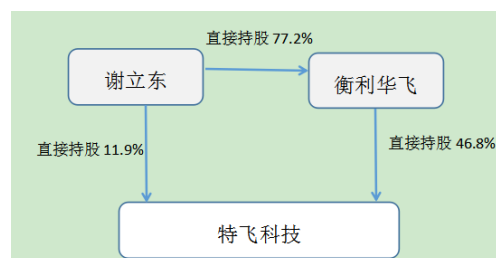 直接持股 77.2%
谢立东
衡利华飞
直接持股 11.9%
直接持股 46.8%
特飞科技